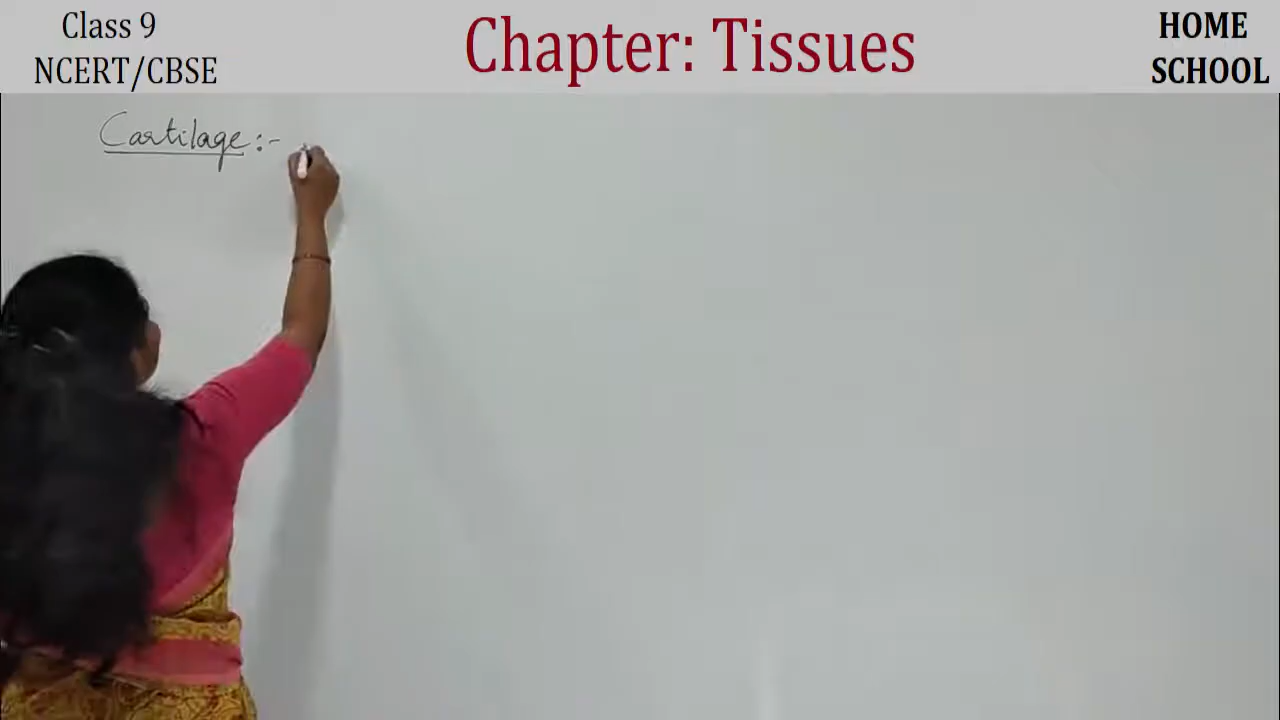 Class 9
NCERT/CBSE
Chapter: Tissues
HOME
SCHOOL
Cartilage:-